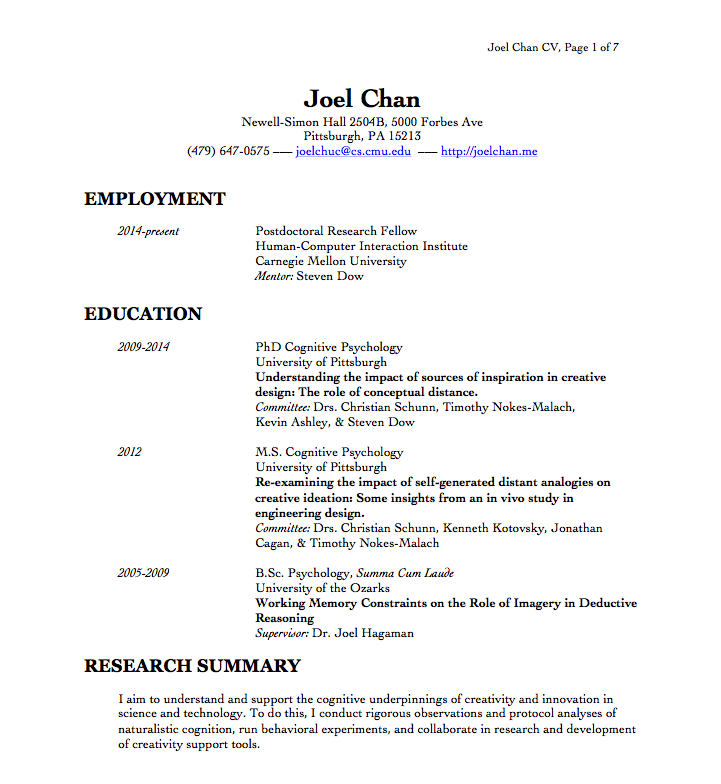 Joel Chan CV, Page 1 of 7
Joel Chan
Newell-Simon Hall 2504B, 5000 Forbes Ave
Pittsburgh, PA 15213
(479) 647-0575 –— joelchuc@cs.cmu.edu –— http://joelchan.me
EMPLOYMENT
2014-present Postdoctoral Research Fellow
Human-Computer Interaction Institute
Carnegie Mellon University
Mentor: Steven Dow
EDUCATION
2009-2014 PhD Cognitive Psychology
University of Pittsburgh
Understanding the impact of sources of inspiration in creative
design: The role of conceptual distance.
Committee: Drs. Christian Schunn, Timothy Nokes-Malach,
Kevin Ashley, & Steven Dow
2012 M.S. Cognitive Psychology
University of Pittsburgh
Re-examining the impact of self-generated distant analogies on
creative ideation: Some insights from an in vivo study in
engineering design.
Committee: Drs. Christian Schunn, Kenneth Kotovsky, Jonathan
Cagan, & Timothy Nokes-Malach
2005-2009 B.Sc. Psychology, Summa Cum Laude
University of the Ozarks
Working Memory Constraints on the Role of Imagery in Deductive
Reasoning
Supervisor: Dr. Joel Hagaman
RESEARCH SUMMARY
I aim to understand and support the cognitive underpinnings of creativity and innovation in
science and technology. To do this, I conduct rigorous observations and protocol analyses of
naturalistic cognition, run behavioral experiments, and collaborate in research and development
of creativity support tools.